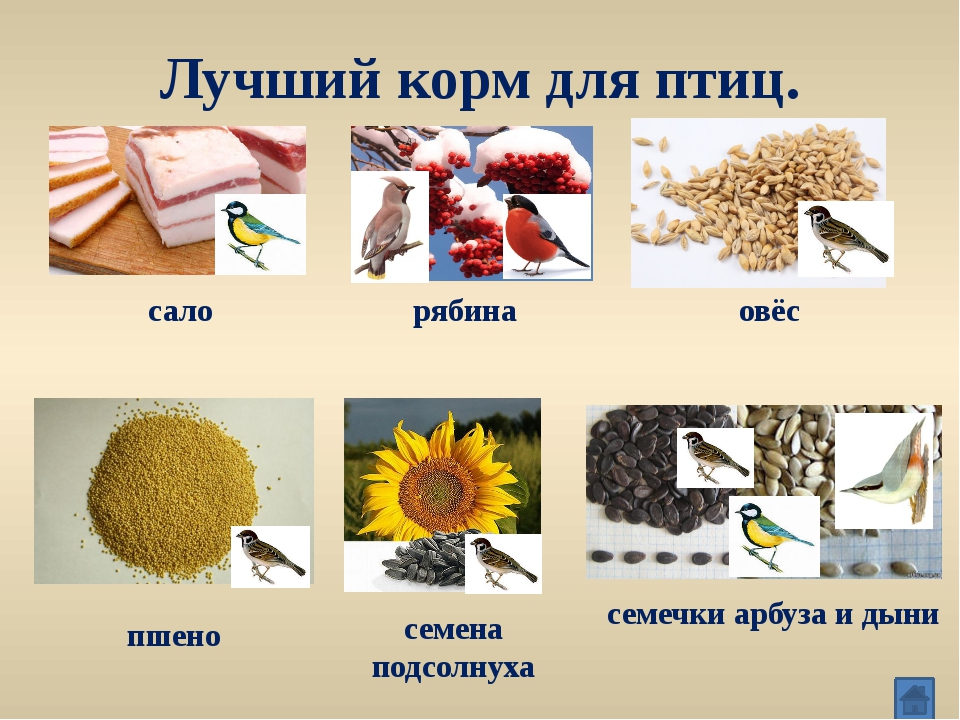 Лучший корм для птиц.
сало
рябина
овёс
пшено
семена
подсолнуха
семечки арбуза и дыни